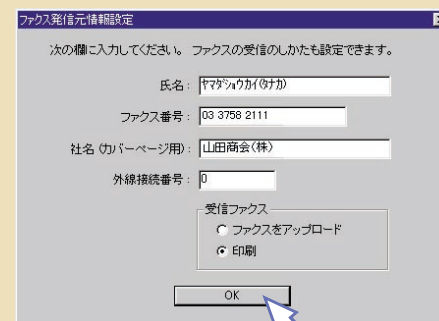 ファクス発信元情報設定
次の欄に入力してください。 ファクスの受信のしかたも設定できます。
氏名: ﾔﾏﾀﾞｼｮｳｶｲ(ﾀﾅｶ)
ファクス番号: 03 3758 2111
社名 (カバーページ用): 山田商会(株)
外線接続番号: 0
受信ファクス
ファクスをアップロード
印刷
OK